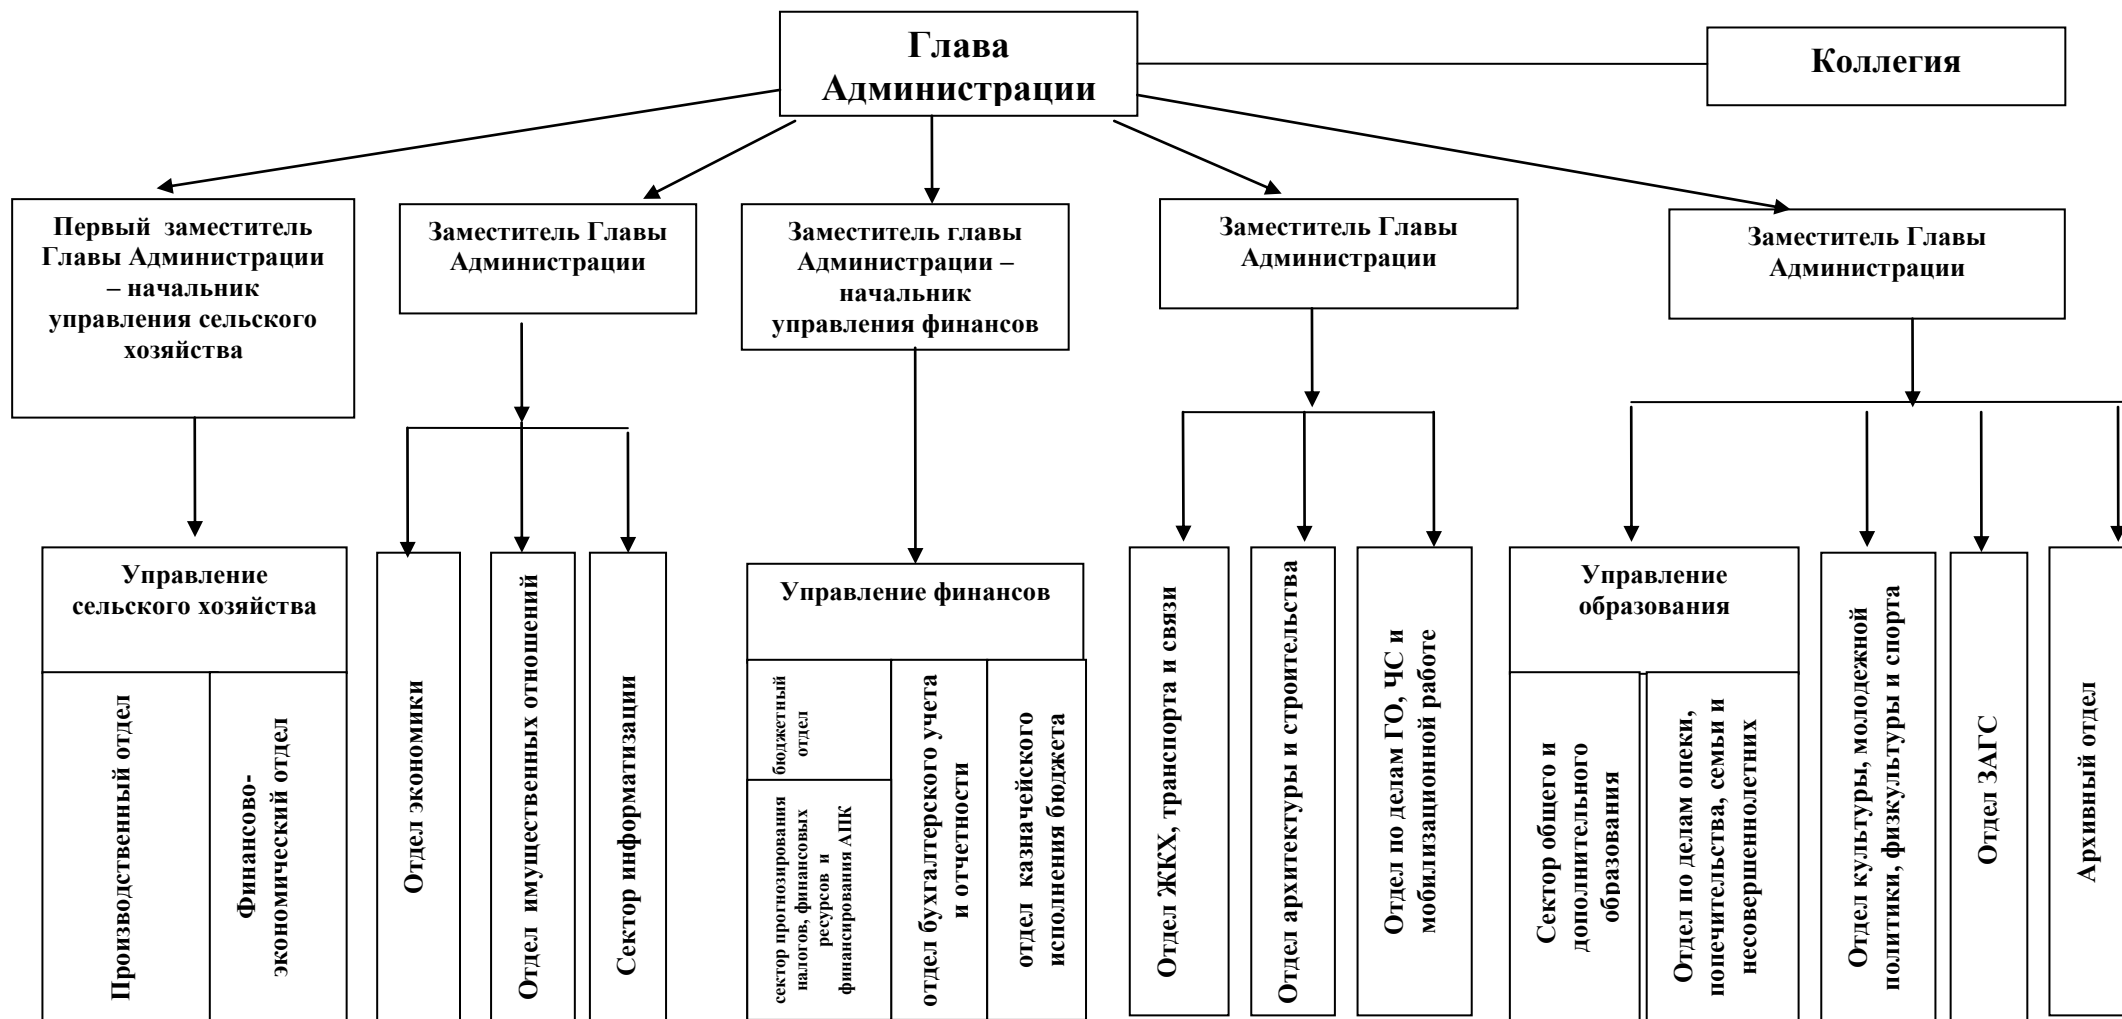 Глава
Администрации
Коллегия
Первый заместитель
Главы Администрации
– начальник
управления сельского
хозяйства
Заместитель Главы
Администрации
Заместитель главы
Администрации –
начальник
управления финансов
Заместитель Главы
Администрации
Заместитель Главы
Администрации
Управление
сельского хозяйства
Производственный отдел
Финансово-
экономический отдел
Отдел экономики
Отдел имущественных отношений
Сектор информатизации
Управление финансов
бюджетный
отдел
сектор прогнозирования
налогов, финансовых
ресурсов и
финансирования АПК
отдел бухгалтерского учета
и отчетности
отдел казначейского
исполнения бюджета
Отдел ЖКХ, транспорта и связи
Отдел архитектуры и строительства
Отдел по делам ГО, ЧС и
мобилизационной работе
Управление
образования
Сектор общего и
дополнительного
образования
Отдел по делам опеки,
попечительства, семьи и
несовершеннолетних
Отдел культуры, молодежной
политики, физкультуры и спорта
Отдел ЗАГС
Архивный отдел